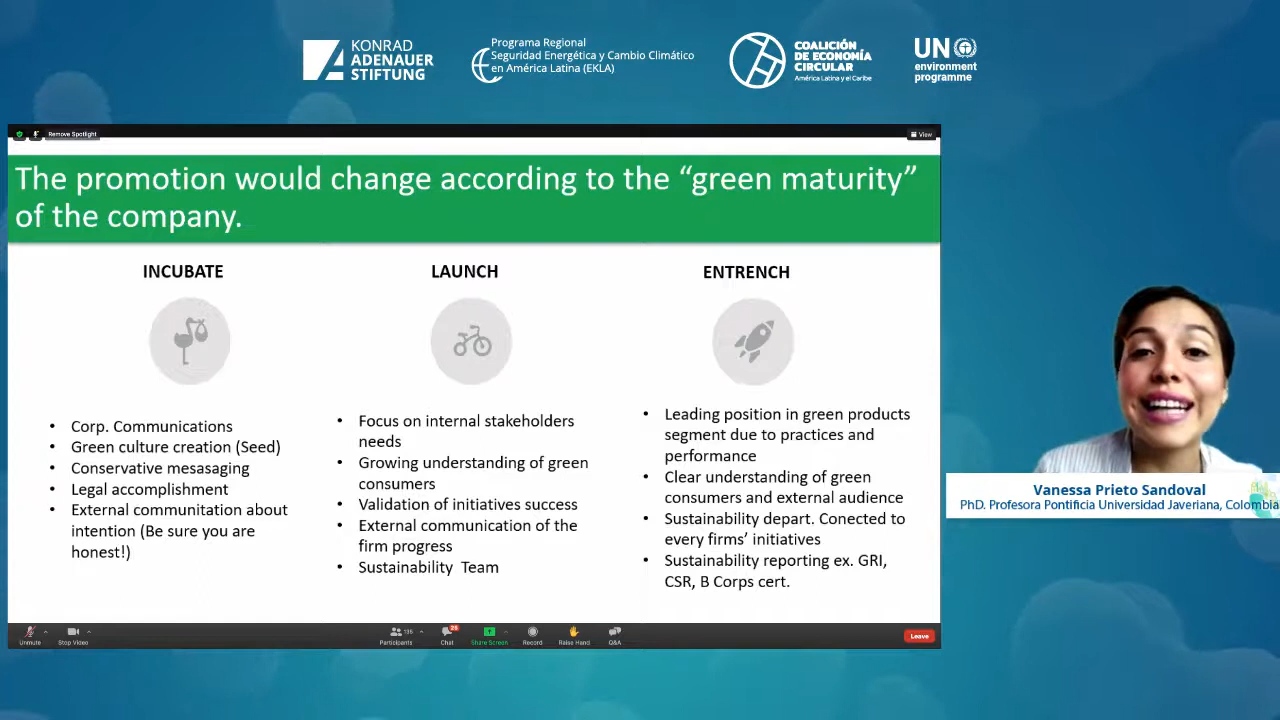 KONRAD
ADENAUER
STIFTUNG
Programa Regional
Seguridad Energética y Cambio Climático
en América Latina (EKLA)
COALICIÓN
DE ECONOMÍA
CIRCULAR
América Latina y el Caribe
UN
environment
programme
Remove Spotlight
View
The promotion would change according to the “green maturity”
of the company.
INCUBATE
LAUNCH
ENTRENCH
• Corp. Communications
• Green culture creation (Seed)
• Conservative mesasaging
• Legal accomplishment
• External communitation about
intention (Be sure you are
honest!)
• Focus on internal stakeholders
needs
• Growing understanding of green
consumers
• Validation of initiatives success
• External communication of the
firm progress
• Sustainability Team
• Leading position in green products
segment due to practices and
performance
• Clear understanding of green
consumers and external audience
• Sustainability depart. Conected to
every firms’ initiatives
• Sustainability reporting ex. GRI,
CSR, B Corps cert.
Vanessa Prieto Sandoval
PhD. Profesora Pontificia Universidad Javeriana, Colombia
Unmute
Stop Video
Participants
135
Chat
28
Share Screen
Record
Raise Hand
Q&A
Leave